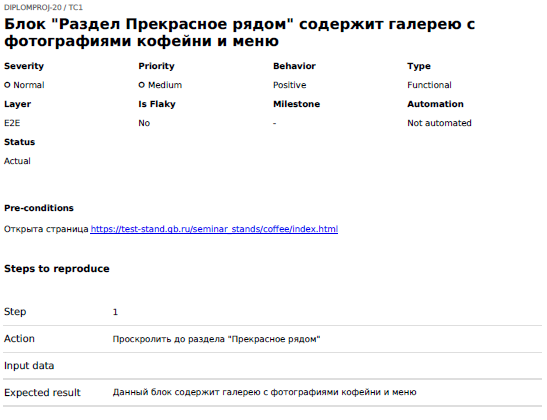 DIPLOMPROJ-20 / TC1
Блок "Раздел Прекрасное рядом" содержит галерею с
фотографиями кофейни и меню
Severity Priority Behavior Type
Normal Medium Positive Functional
Layer Is Flaky Milestone Automation
E2E No - Not automated
Status
Actual
Pre-conditions
Открыта страница https://test-stand.gb.ru/seminar_stands/coffee/index.html
Steps to reproduce
Step 1
Action Проскролить до раздела "Прекрасное рядом"
Input data
Expected result Данный блок содержит галерею с фотографиями кофейни и меню